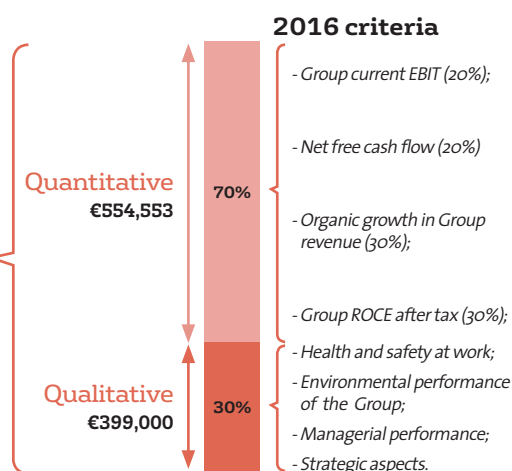 2016 criteria
- Group current EBIT (20%);
- Net free cash flow (20%)
Quantitative
€554,553
70%
- Organic growth in Group
revenue (30%);
- Group ROCE after tax (30%);
- Health and safety at work;
- Environmental performance
of the Group;
Qualitative
€399,000
30%
- Managerial performance;
- Strategic aspects.